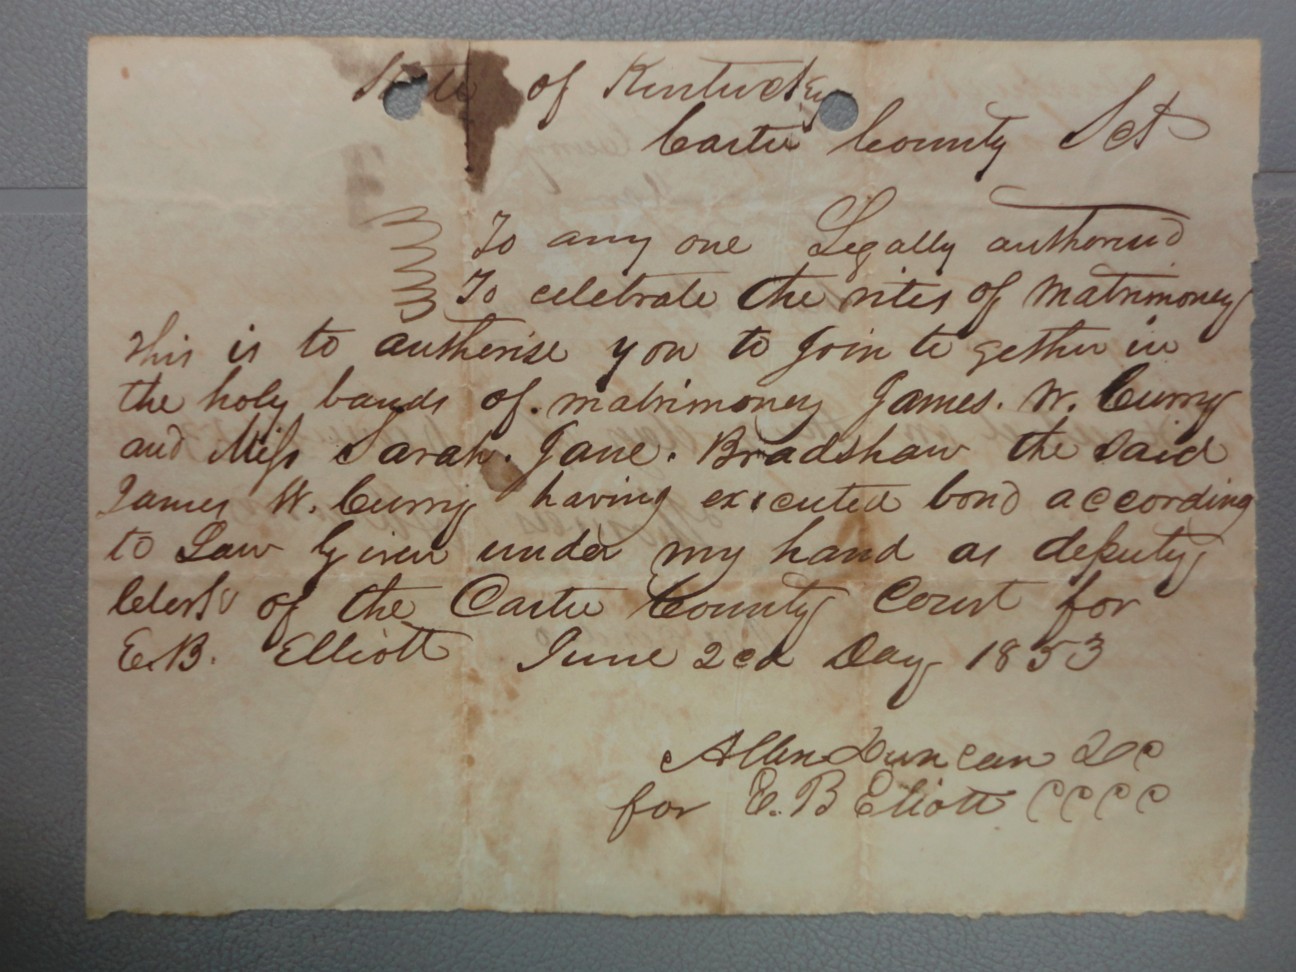 State of Kentucky
Carter County Sct
To any one Legally authorised
To celebrate the rites of Matrimoney
this is to authorise you to Join to gether in
the holy bands of. matrimoney James. W. Curry
and Miss Sarah. Jane. Bradshaw the said
James W. Curry having executed bond according
to Law Given under my hand as deputy
Clerk of the Carter County Court for
E.B. Elliott June 2cd Day 1853
Allen Duncan DC
for E. B Eliott CCCC